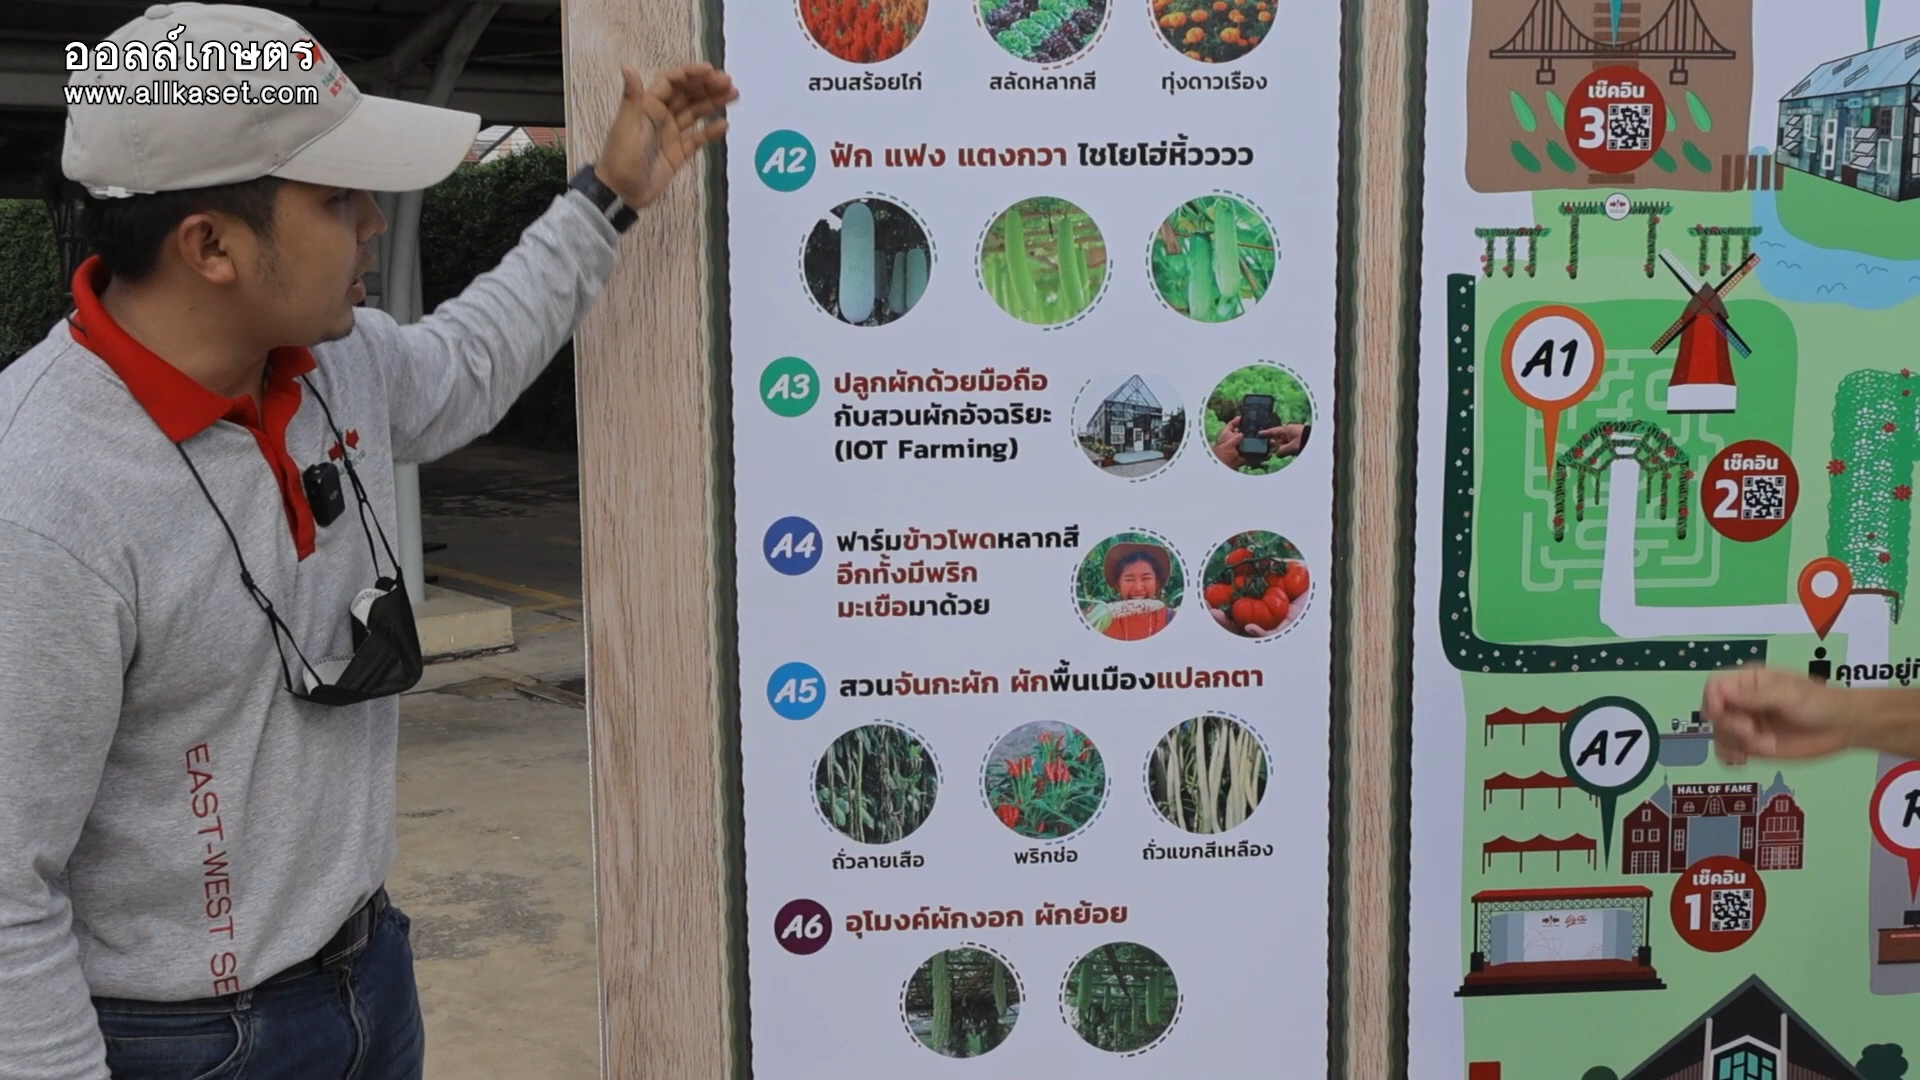 ออลล์เกษตร
www.allkaset.com
EAST-WEST SE
สวนสร้อยไก่
สลัดหลากสี
ทุ่งดาวเรือง
A2
ฟัก แฟง แตงกวา ไชโยโฮ่หิ้วววว
A3
ปลูกผักด้วยมือถือ
กับสวนผักอัจฉริยะ
(IOT Farming)
A4
ฟาร์มข้าวโพดหลากสี
อีกทั้งมีพริก
มะเขือมาด้วย
A5
สวนจันกะผัก ผักพื้นเมืองแปลกตา
ถั่วลายเสือ
พริกช่อ
ถั่วแขกสีเหลือง
A6
อุโมงค์ผักงอก ผักย้อย
เช๊คอิน
3
A1
เช๊คอิน
2
คุณอยู่ที่
A7
HALL OF FAME
เช๊คอิน
1